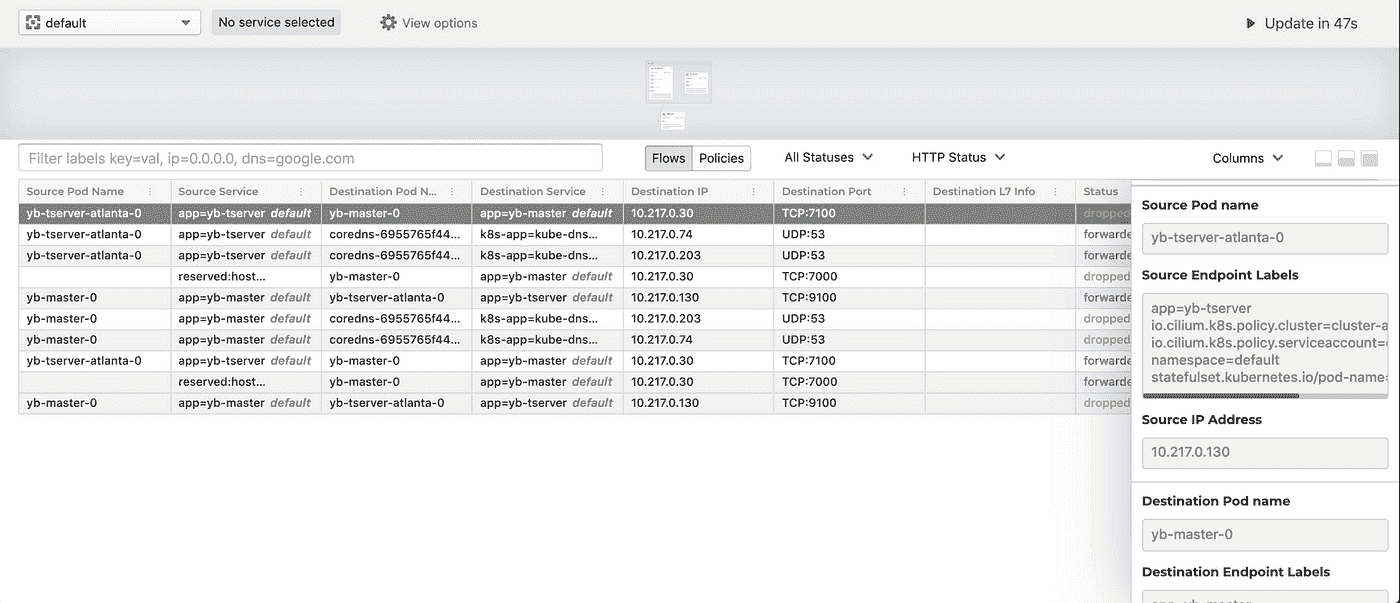 default No service selected View options Update in 47s
Filter labels key=val, ip=0.0.0.0, dns=google.com Flows Policies All Statuses HTTP Status Columns
Source Pod Name Source Service Destination Pod N... Destination Service Destination IP Destination Port Destination L7 Info Status
yb-tserver-atlanta-0 app=yb-tserver default yb-master-0 app=yb-master default 10.217.0.30 TCP:7100 dropped
yb-tserver-atlanta-0 app=yb-tserver default coredns-6955765f44... k8s-app=kube-dns... 10.217.0.74 UDP:53 forwarde
yb-tserver-atlanta-0 app=yb-tserver default coredns-6955765f44... k8s-app=kube-dns... 10.217.0.203 UDP:53 forwarde
reserved:host... yb-master-0 app=yb-master default 10.217.0.30 TCP:7000 dropped
yb-master-0 app=yb-master default yb-tserver-atlanta-0 app=yb-tserver default 10.217.0.130 TCP:9100 forwarde
yb-master-0 app=yb-master default coredns-6955765f44... k8s-app=kube-dns... 10.217.0.203 UDP:53 dropped
yb-master-0 app=yb-master default coredns-6955765f44... k8s-app=kube-dns... 10.217.0.74 UDP:53 dropped
yb-tserver-atlanta-0 app=yb-tserver default yb-master-0 app=yb-master default 10.217.0.30 TCP:7100 forwarde
reserved:host... yb-master-0 app=yb-master default 10.217.0.30 TCP:7000 forwarde
yb-master-0 app=yb-master default yb-tserver-atlanta-0 app=yb-tserver default 10.217.0.130 TCP:9100 dropped
Source Pod name
yb-tserver-atlanta-0
Source Endpoint Labels
app=yb-tserver
io.cilium.k8s.policy.cluster=cluster-a
io.cilium.k8s.policy.serviceaccount=
namespace=default
statefulset.kubernetes.io/pod-name=
Source IP Address
10.217.0.130
Destination Pod name
yb-master-0
Destination Endpoint Labels